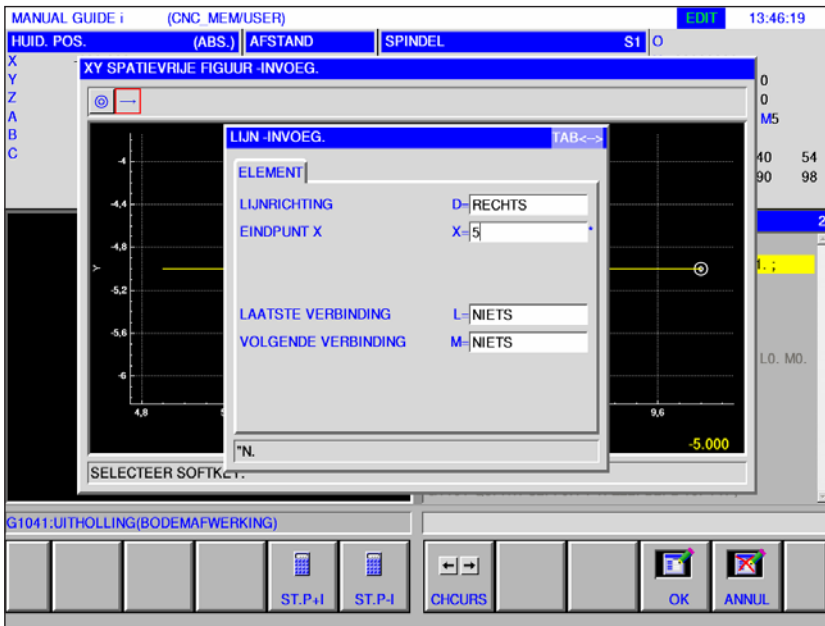 MANUAL GUIDE i (CNC_MEM/USER) EDIT 13:46:19
HUID. POS. (ABS.) AFSTAND SPINDEL S1 O
X
Y 0
Z 0
A M5
B
C 40 54
90 98
XY SPATIEVRIJE FIGUUR -INVOEG.
LIJN -INVOEG. TAB<-->
ELEMENT
LIJNRICHTING D= RECHTS
EINDPUNT X X= 5 *
LAATSTE VERBINDING L= NIETS
VOLGENDE VERBINDING M= NIETS
"N.
-4
-4,4
-4,8
Y
-5,2
-5,6
-6
4,8 9,6
-5.000
2
1. ;
L0. M0.
SELECTEER SOFTKEY.
G1041:UITHOLLING(BODEMAFWERKING)
ST.P+I ST.P-I CHCURS OK ANNUL